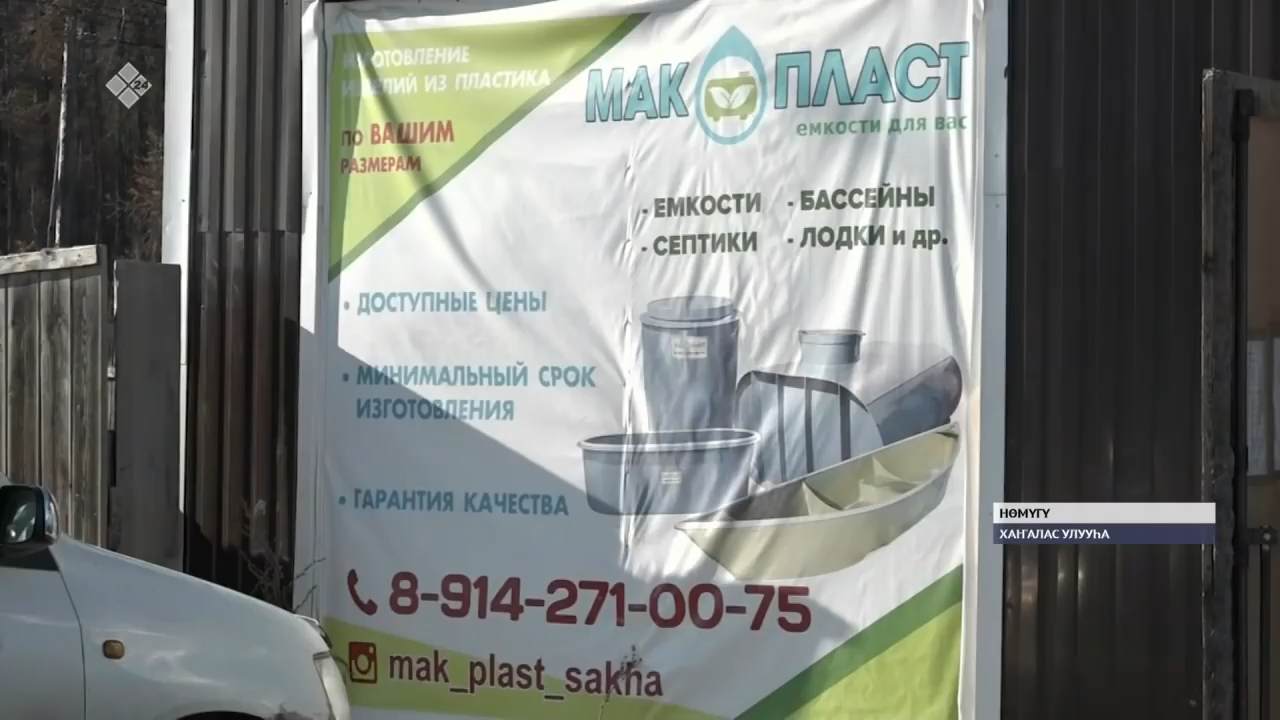 24
ИЗГОТОВЛЕНИЕ
ИЗДЕЛИЙ ИЗ ПЛАСТИКА
ПО ВАШИМ
РАЗМЕРАМ
МАК ПЛАСТ
емкости для вас
- ЕМКОСТИ - БАССЕЙНЫ
- СЕПТИКИ - ЛОДКИ и др.
• ДОСТУПНЫЕ ЦЕНЫ
• МИНИМАЛЬНЫЙ СРОК
ИЗГОТОВЛЕНИЯ
• ГАРАНТИЯ КАЧЕСТВА
8-914-271-00-75
mak_plast_sakha
НӨМҮГҮ
ХАҤАЛАС УЛУУҺА